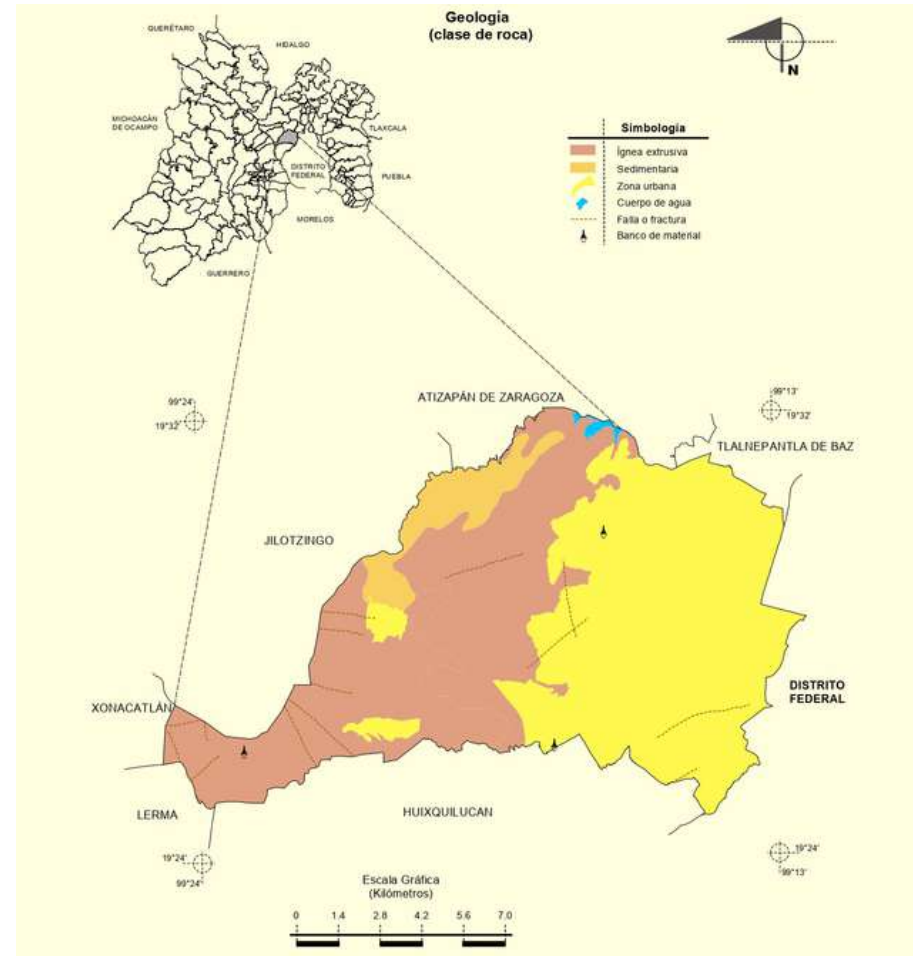 Geología
(clase de roca)
QUERÉTARO
HIDALGO
MICHOACÁN
DE OCAMPO
TLAXCALA
DISTRITO
FEDERAL
PUEBLA
MORELOS
GUERRERO
N
Simbología
Ígnea extrusiva
Sedimentaria
Zona urbana
Cuerpo de agua
Falla o fractura
Banco de material
99°24'
19°32'
ATIZAPÁN DE ZARAGOZA
99°13'
19°32'
TLALNEPANTLA DE BAZ
JILOTZINGO
XONACATLÁN
DISTRITO
FEDERAL
LERMA
HUIXQUILUCAN
19°24'
99°24'
19°24'
99°13'
Escala Gráfica
(Kilómetros)
0 1.4 2.8 4.2 5.6 7.0